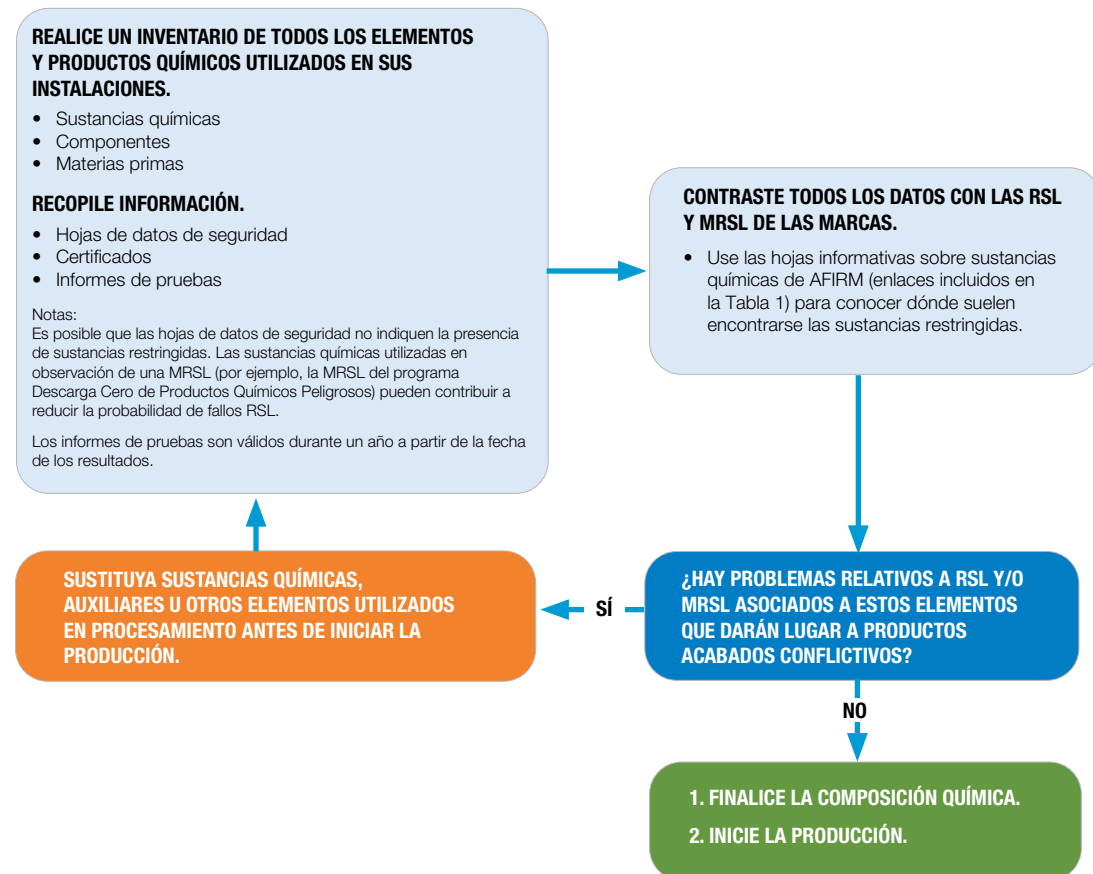 REALICE UN INVENTARIO DE TODOS LOS ELEMENTOS
Y PRODUCTOS QUÍMICOS UTILIZADOS EN SUS
INSTALACIONES.
• Sustancias químicas
• Componentes
• Materias primas
RECOPILE INFORMACIÓN.
• Hojas de datos de seguridad
• Certificados
• Informes de pruebas
Notas:
Es posible que las hojas de datos de seguridad no indiquen la presencia
de sustancias restringidas. Las sustancias químicas utilizadas en
observación de una MRSL (por ejemplo, la MRSL del programa
Descarga Cero de Productos Químicos Peligrosos) pueden contribuir a
reducir la probabilidad de fallos RSL.
Los informes de pruebas son válidos durante un año a partir de la fecha
de los resultados.
CONTRASTE TODOS LOS DATOS CON LAS RSL
Y MRSL DE LAS MARCAS.
• Use las hojas informativas sobre sustancias
químicas de AFIRM (enlaces incluidos en
la Tabla 1) para conocer dónde suelen
encontrarse las sustancias restringidas.
¿HAY PROBLEMAS RELATIVOS A RSL Y/O
MRSL ASOCIADOS A ESTOS ELEMENTOS
QUE DARÁN LUGAR A PRODUCTOS
ACABADOS CONFLICTIVOS?
SÍ
SUSTITUYA SUSTANCIAS QUÍMICAS,
AUXILIARES U OTROS ELEMENTOS UTILIZADOS
EN PROCESAMIENTO ANTES DE INICIAR LA
PRODUCCIÓN.
NO
1. FINALICE LA COMPOSICIÓN QUÍMICA.
2. INICIE LA PRODUCCIÓN.